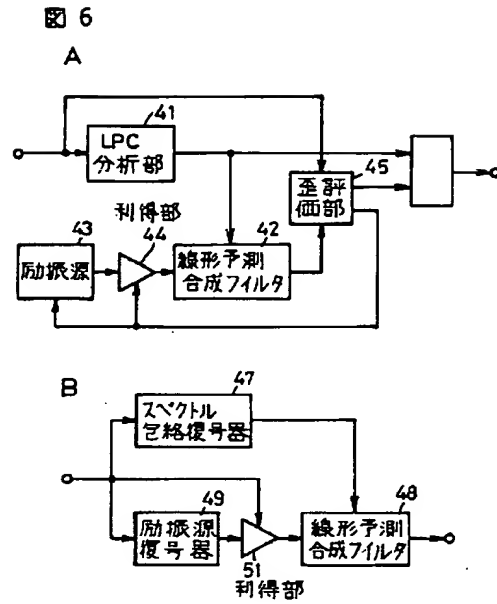 図 6
A
41
LPC
分析部
45
歪評
価部
利得部
43
44
42
励振源
線形予測
合成フィルタ
B
47
スペクトル
包絡復号器
49
48
励振源
復号器
線形予測
合成フィルタ
51
利得部